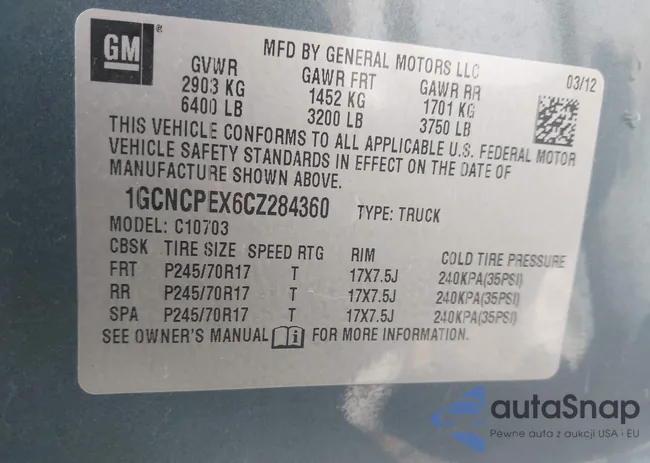 GM
®
MFD BY GENERAL MOTORS LLC
03/12
GVWR GAWR FRT GAWR RR
2903 KG 1452 KG 1701 KG
6400 LB 3200 LB 3750 LB
THIS VEHICLE CONFORMS TO ALL APPLICABLE U.S. FEDERAL MOTOR
VEHICLE SAFETY STANDARDS IN EFFECT ON THE DATE OF
MANUFACTURE SHOWN ABOVE.
1GCNCPEX6CZ284360 TYPE: TRUCK
MODEL: C10703
CBSK TIRE SIZE SPEED RTG RIM COLD TIRE PRESSURE
FRT P245/70R17 T 17X7.5J 240KPA(35PSI)
RR P245/70R17 T 17X7.5J 240KPA(35PSI)
SPA P245/70R17 T 17X7.5J 240KPA(35PSI)
SEE OWNER'S MANUAL i FOR MORE INFORMATION.
autaSnap
Pewne auta z aukcji USA i EU